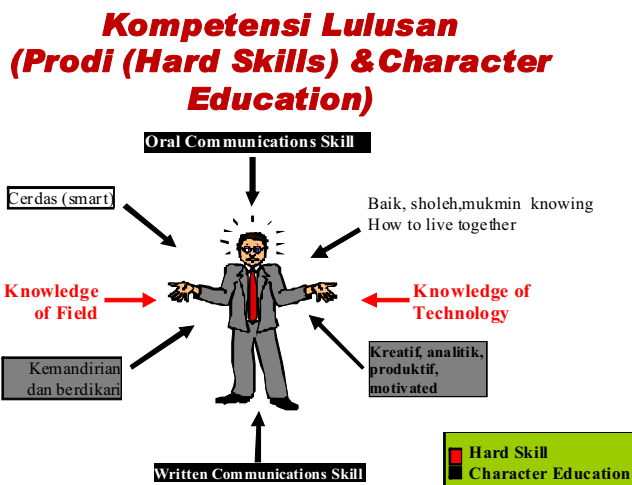 Kompetensi Lulusan
(Prodi (Hard Skills) &Character
Education)
Oral Communications Skill
Cerdas (smart)
Baik, sholeh,mukmin knowing
How to live together
Knowledge
of Field
Knowledge of
Technology
Kemandirian
dan berdikari
Kreatif, analitik,
produktif,
motivated
Written Communications Skill
Hard Skill
Character Education